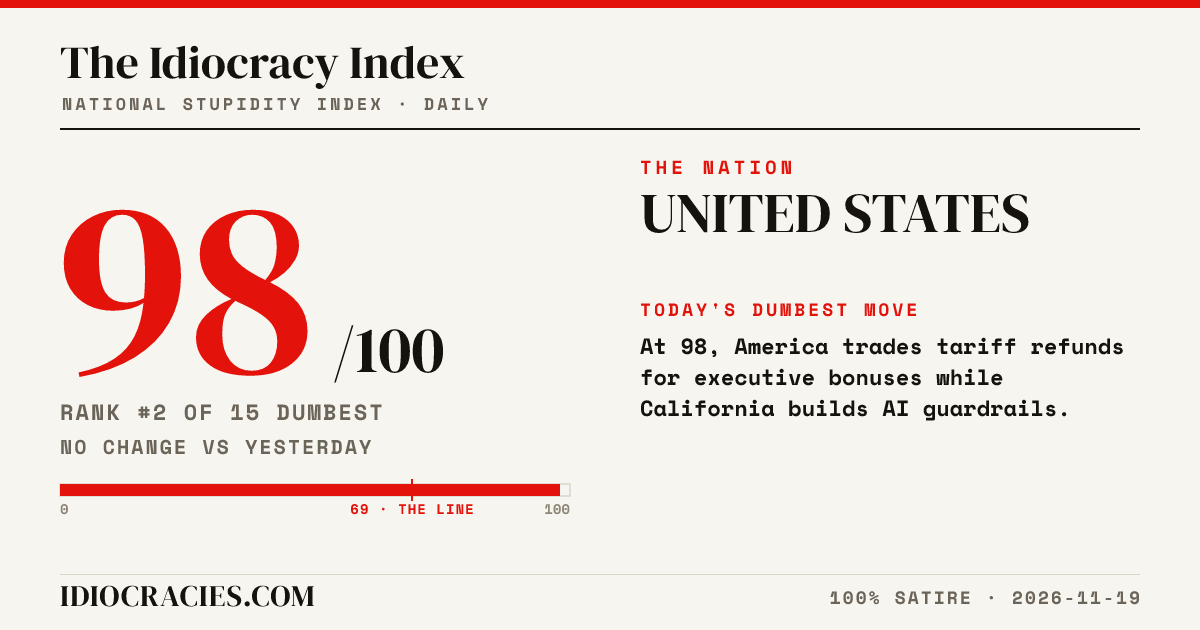 The Idiocracy Index
NATIONAL STUPIDITY INDEX · DAILY
98 /100
RANK #2 OF 15 DUMBEST
NO CHANGE VS YESTERDAY
0
69 · THE LINE
100
THE NATION
UNITED STATES
TODAY'S DUMBEST MOVE
At 98, America trades tariff refunds
for executive bonuses while
California builds AI guardrails.
IDIOCRACIES.COM
100% SATIRE · 2026-11-19